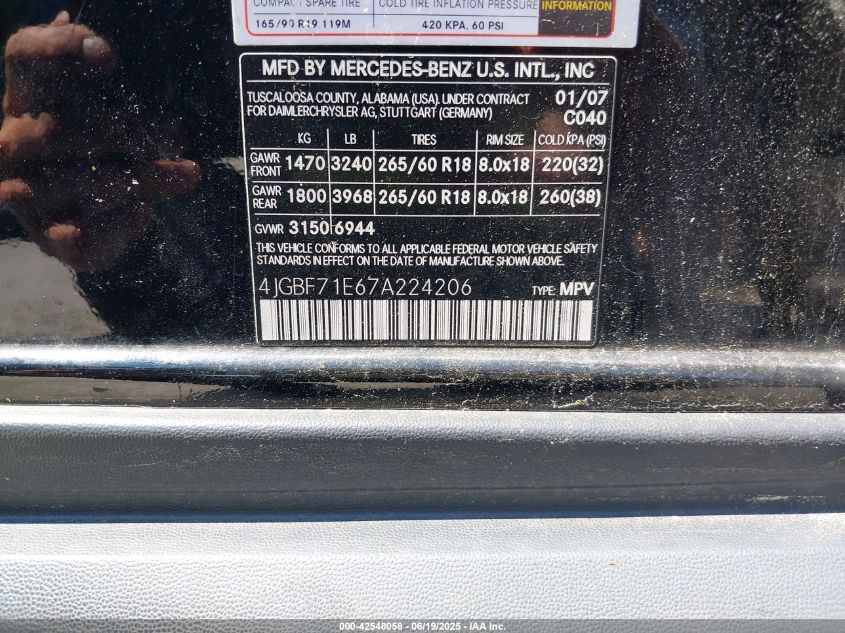 COMPACT SPARE TIRE COLD TIRE INFLATION PRESSURE INFORMATION
165/90 R19 119M 420 KPA. 60 PSI
MFD BY MERCEDES-BENZ U.S. INTL., INC
TUSCALOOSA COUNTY, ALABAMA (USA). UNDER CONTRACT 01/07
FOR DAIMLERCHRYSLER AG, STUTTGART (GERMANY) C040
KG LB TIRES RIM SIZE COLD KPA (PSI)
GAWR FRONT 1470 3240 265/60 R18 8.0x18 220(32)
GAWR REAR 1800 3968 265/60 R18 8.0x18 260(38)
GVWR 3150 6944
THIS VEHICLE CONFORMS TO ALL APPLICABLE FEDERAL MOTOR VEHICLE SAFETY
STANDARDS IN EFFECT ON THE DATE OF MANUFACTURE SHOWN ABOVE.
4JGBF71E67A224206 TYPE: MPV
000-42548058 - 06/19/2025 - IAA Inc.